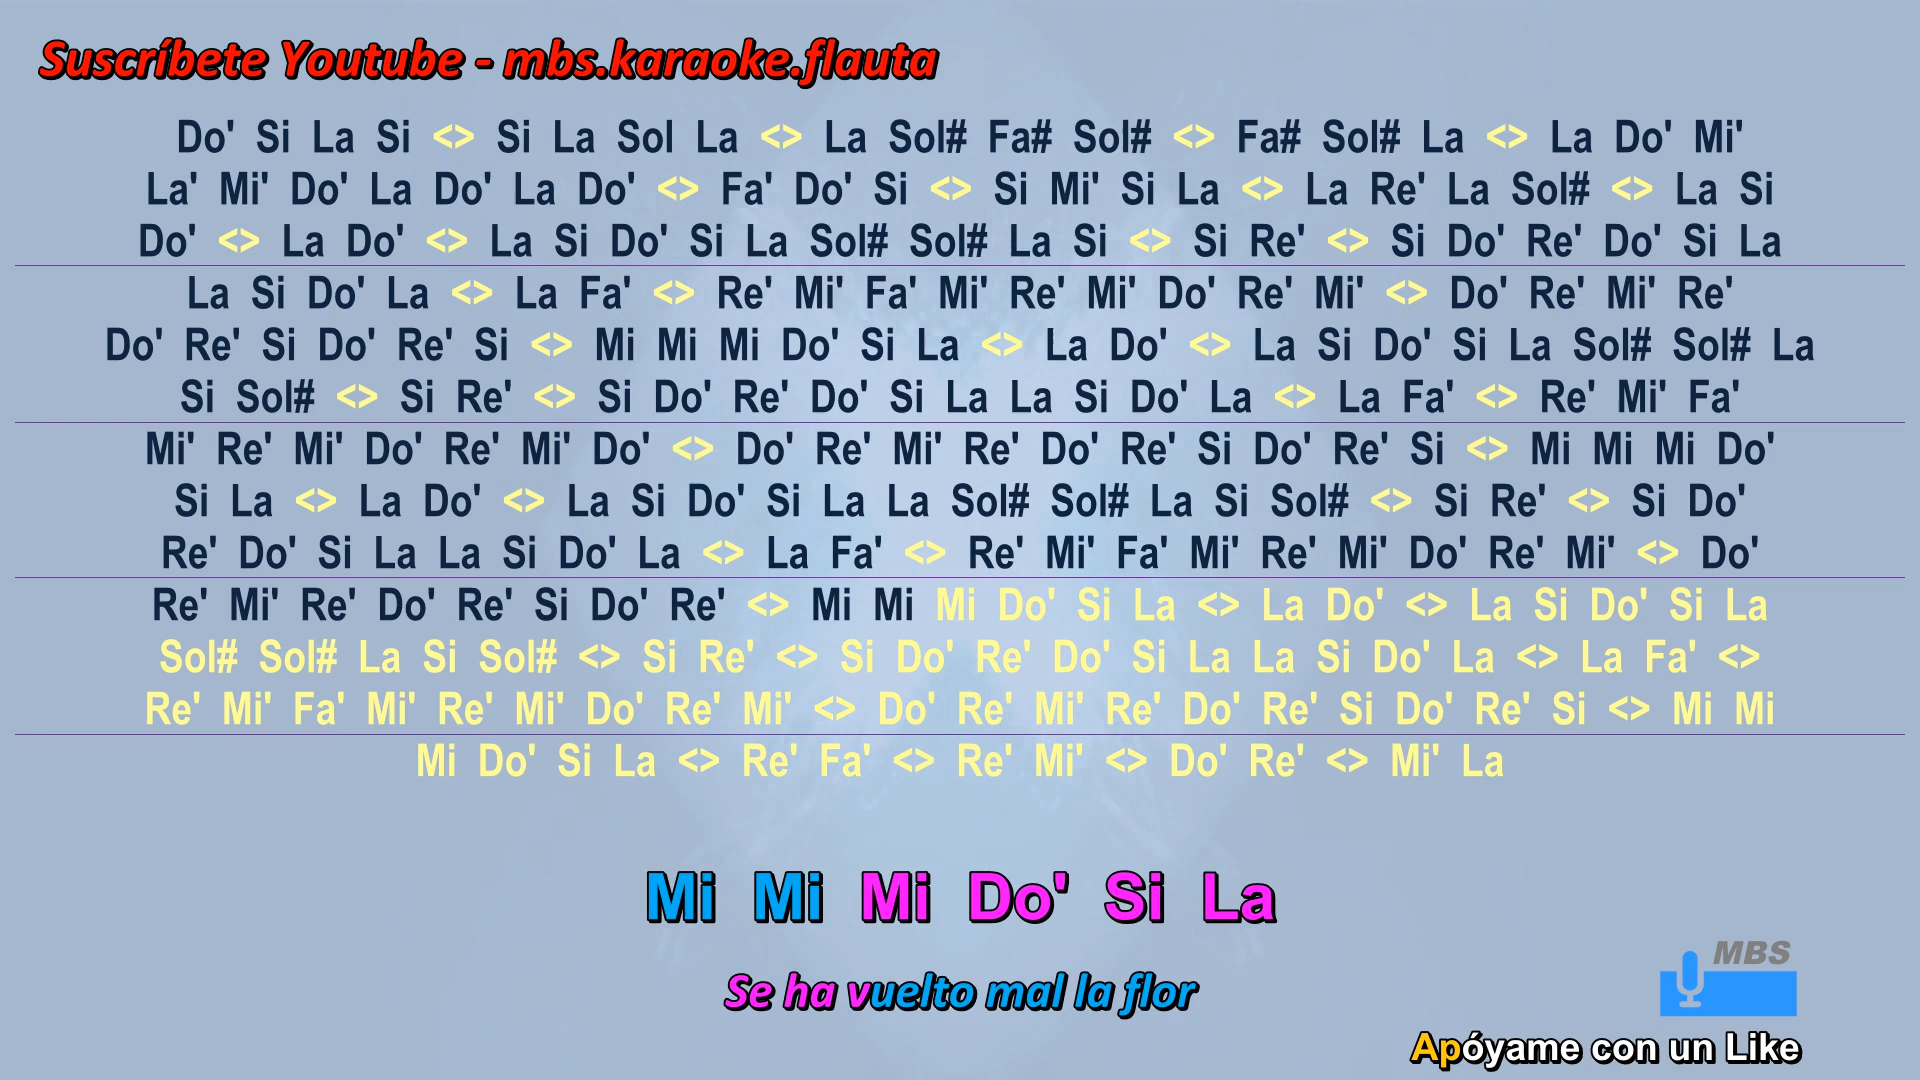 Suscríbete Youtube - mbs.karaoke.flauta
Do' Si La Si <> Si La Sol La <> La Sol# Fa# Sol# <> Fa# Sol# La <> La Do' Mi'
La' Mi' Do' La Do' La Do' <> Fa' Do' Si <> Si Mi' Si La <> La Re' La Sol# <> La Si
Do' <> La Do' <> La Si Do' Si La Sol# Sol# La Si <> Si Re' <> Si Do' Re' Do' Si La
La Si Do' La <> La Fa' <> Re' Mi' Fa' Mi' Re' Mi' Do' Re' Mi' <> Do' Re' Mi' Re'
Do' Re' Si Do' Re' Si <> Mi Mi Mi Do' Si La <> La Do' <> La Si Do' Si La Sol# Sol# La
Si Sol# <> Si Re' <> Si Do' Re' Do' Si La La Si Do' La <> La Fa' <> Re' Mi' Fa'
Mi' Re' Mi' Do' Re' Mi' Do' <> Do' Re' Mi' Re' Do' Re' Si Do' Re' Si <> Mi Mi Mi Do'
Si La <> La Do' <> La Si Do' Si La La Sol# Sol# La Si Sol# <> Si Re' <> Si Do'
Re' Do' Si La La Si Do' La <> La Fa' <> Re' Mi' Fa' Mi' Re' Mi' Do' Re' Mi' <> Do'
Re' Mi' Re' Do' Re' Si Do' Re' <> Mi Mi Mi Do' Si La <> La Do' <> La Si Do' Si La
Sol# Sol# La Si Sol# <> Si Re' <> Si Do' Re' Do' Si La La Si Do' La <> La Fa' <>
Re' Mi' Fa' Mi' Re' Mi' Do' Re' Mi' <> Do' Re' Mi' Re' Do' Re' Si Do' Re' Si <> Mi Mi
Mi Do' Si La <> Re' Fa' <> Re' Mi' <> Do' Re' <> Mi' La
Mi Mi Mi Do' Si La
Se ha vuelto mal la flor
MBS
Apóyame con un Like